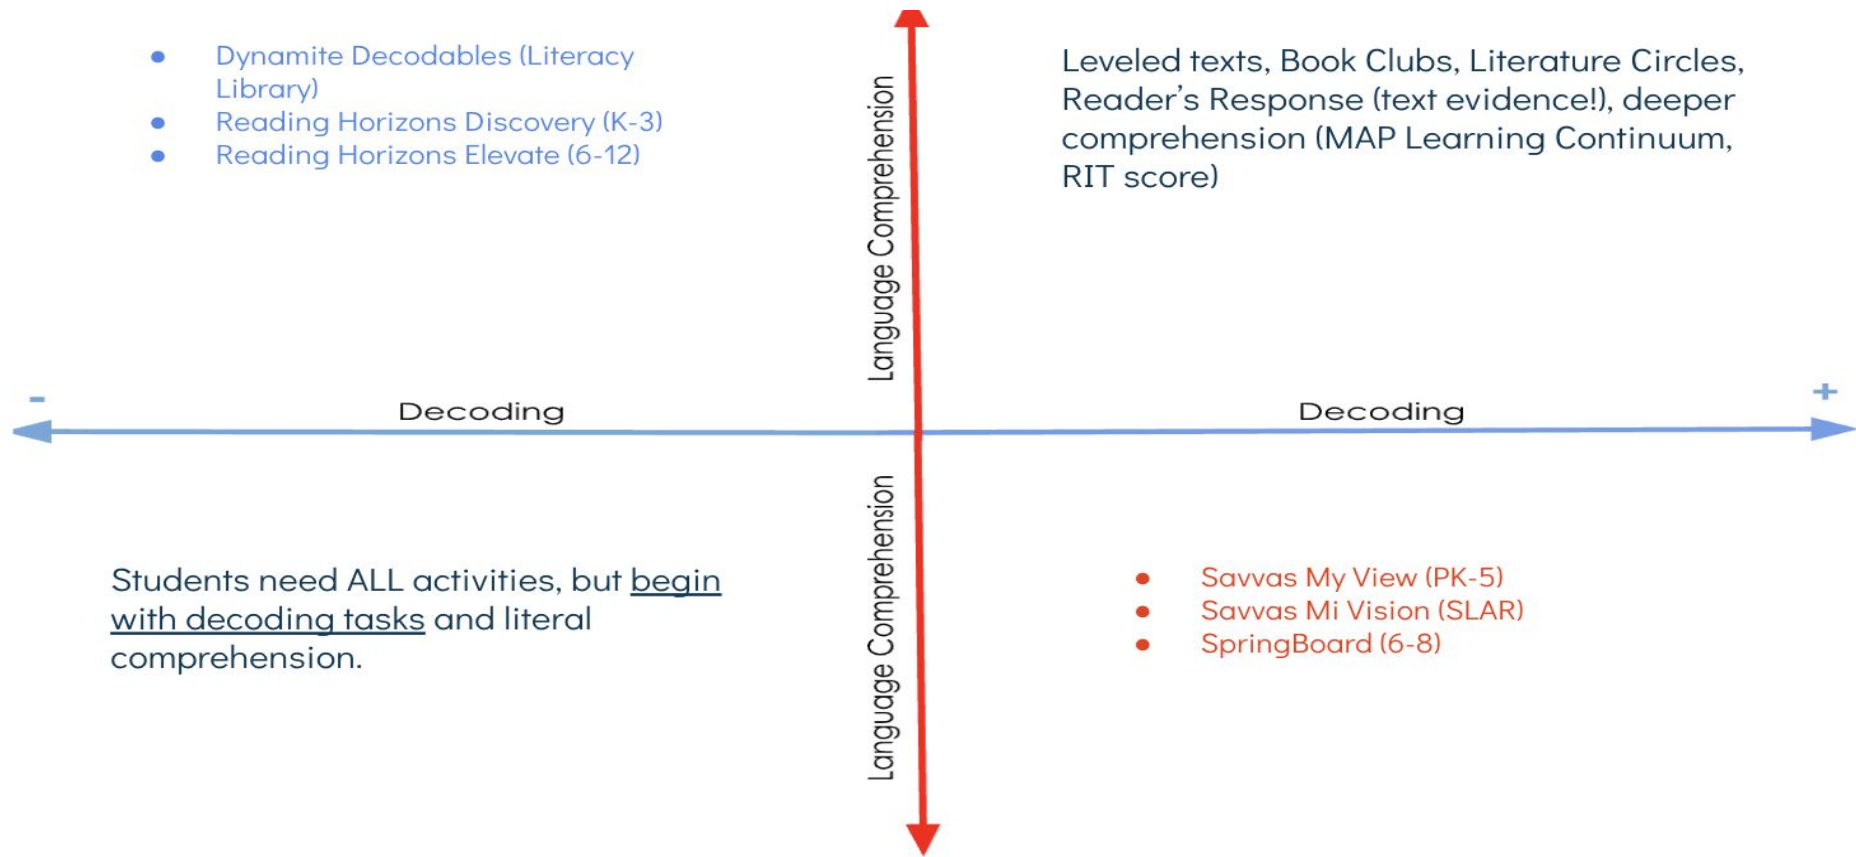 ● Dynamite Decodables (Literacy
Library)
● Reading Horizons Discovery (K-3)
● Reading Horizons Elevate (6-12)
Leveled texts, Book Clubs, Literature Circles,
Reader's Response (text evidence!), deeper
comprehension (MAP Learning Continuum,
RIT score)
Language Comprehension
-
Decoding
Decoding
+
Language Comprehension
Students need ALL activities, but begin
with decoding tasks and literal
comprehension.
● Savvas My View (PK-5)
● Savvas Mi Vision (SLAR)
● SpringBoard (6-8)